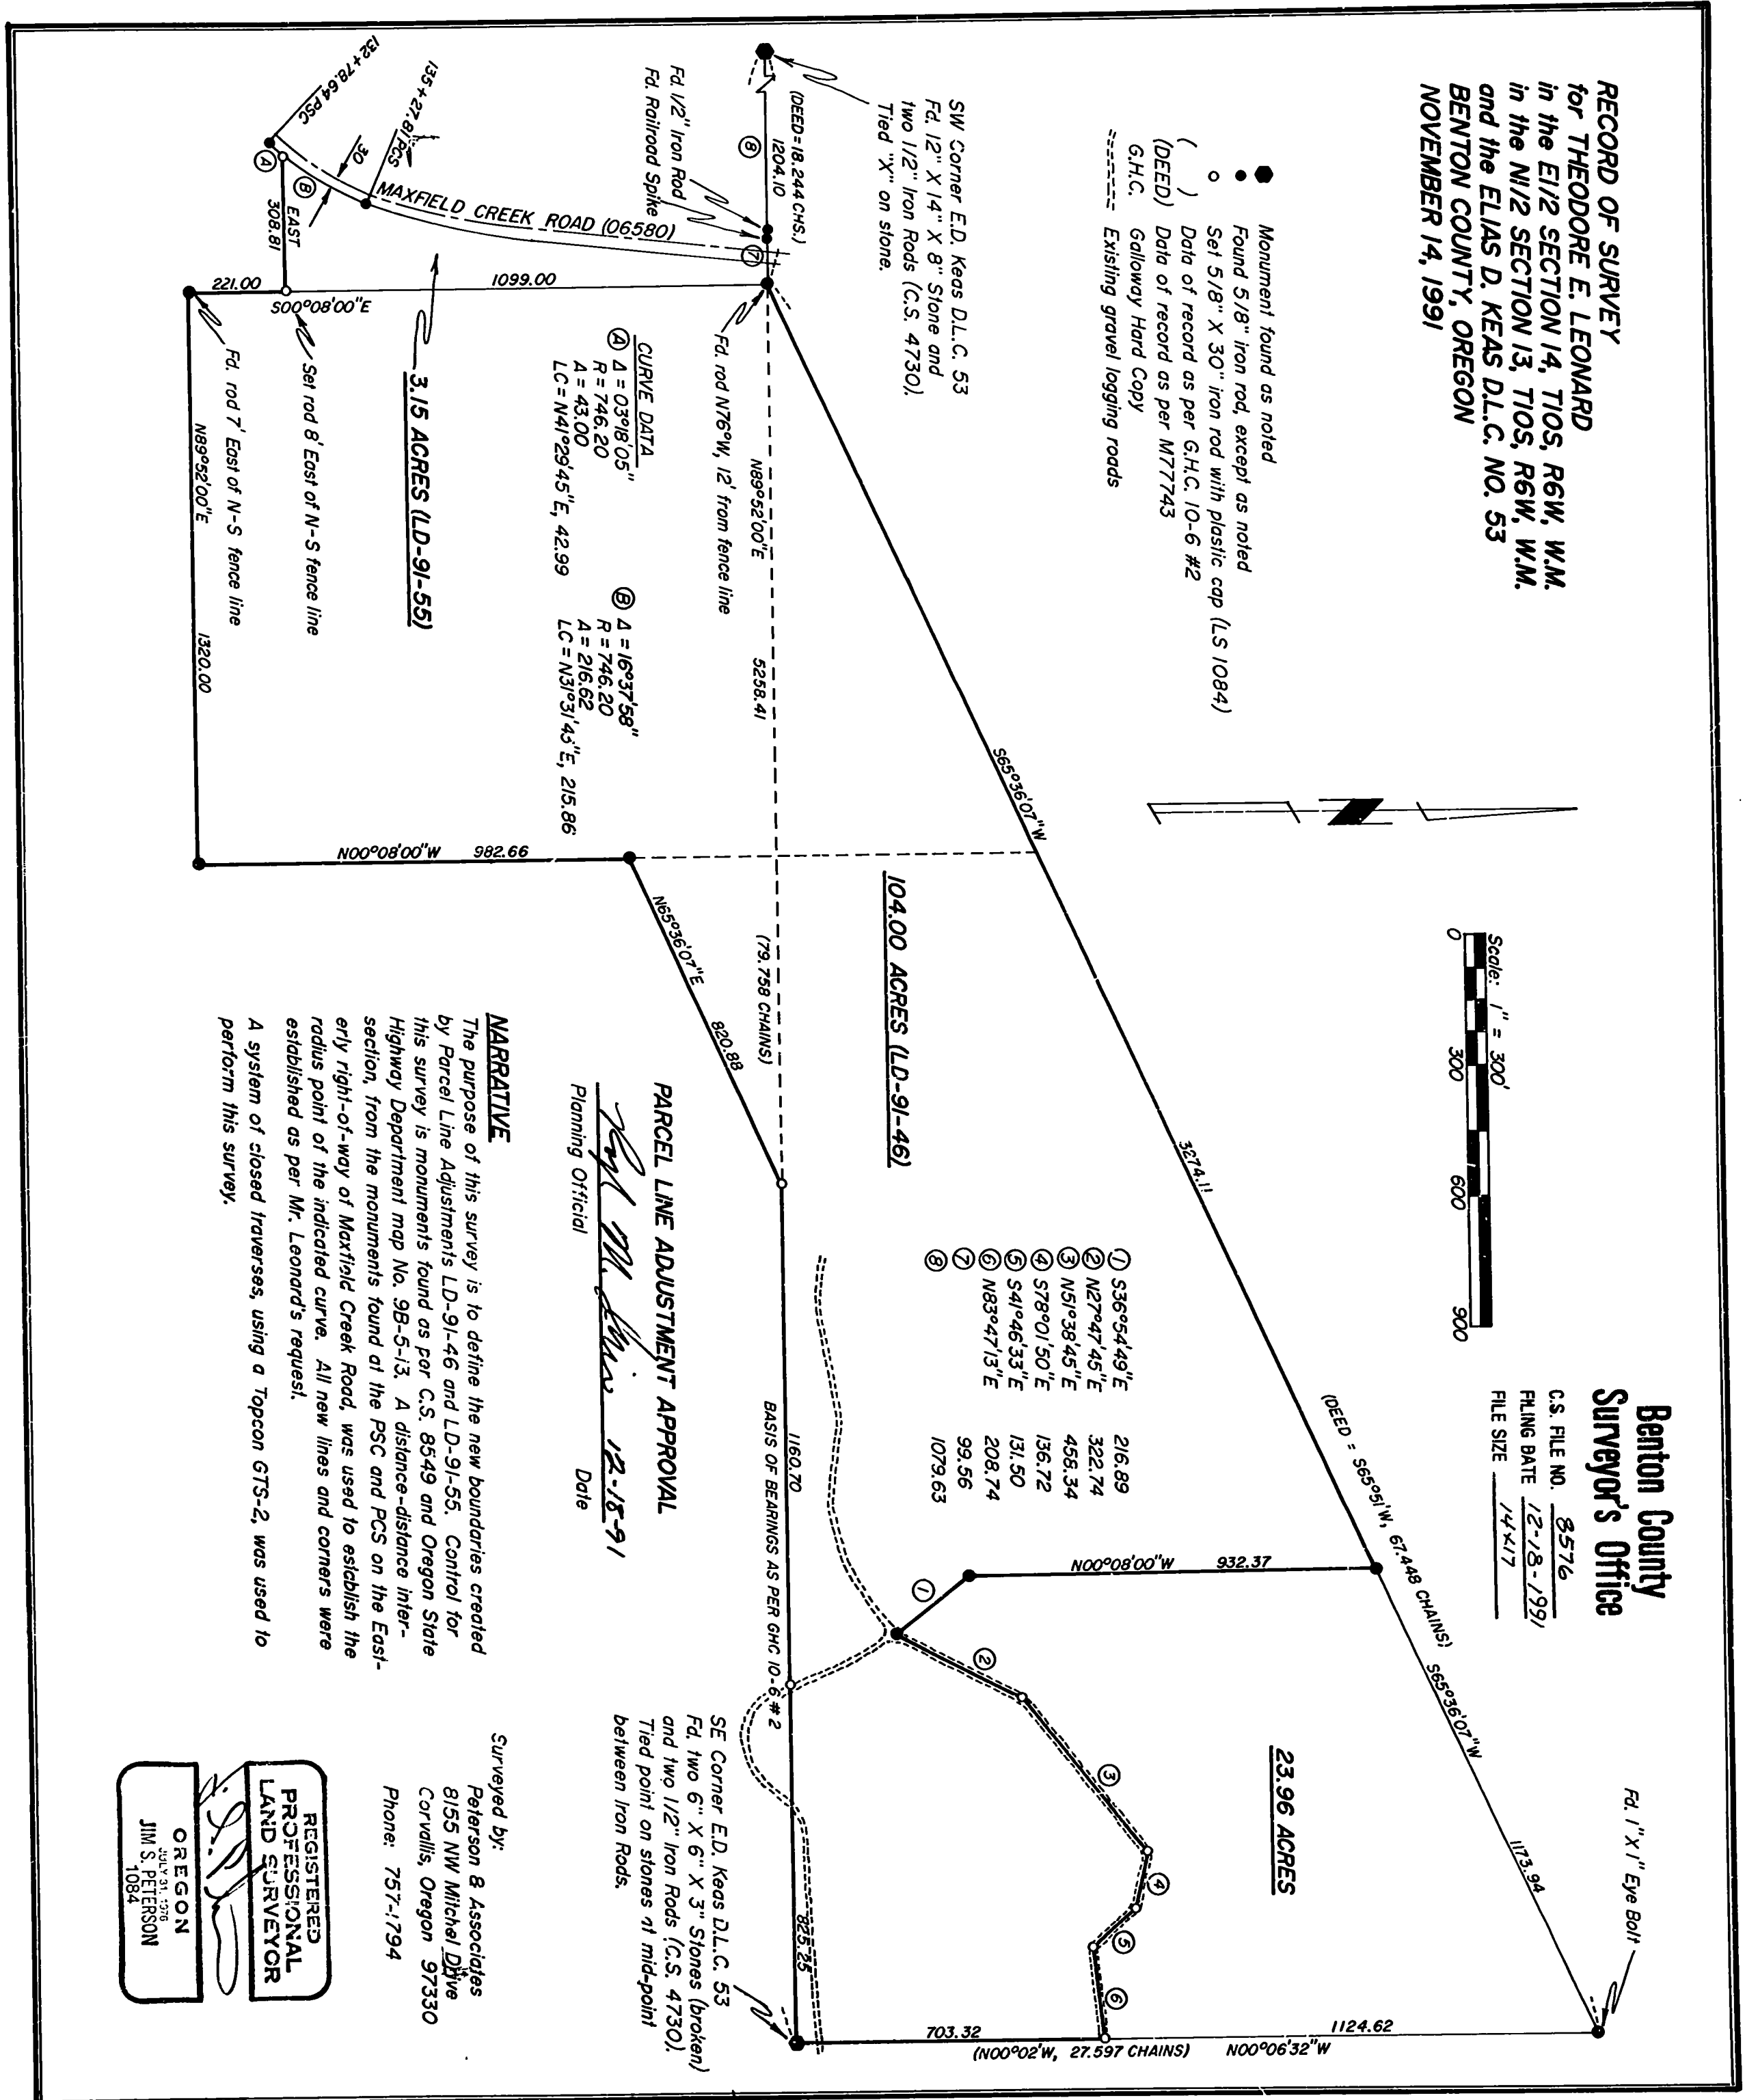 RECORD OF SURVEY
for THEODORE E. LEONARD
in the E1/2 SECTION 14, T10S, R6W, W.M.
in the N1/2 SECTION 13, T10S, R6W, W.M.
and the ELIAS D. KEAS D.L.C. NO. 53
BENTON COUNTY, OREGON
NOVEMBER 14, 1991
Monument found as noted
Found 5/8" iron rod, except as noted
Set 5/8" X 30" iron rod with plastic cap (LS 1084)
( ) Data of record as per G.H.C. 10-6 #2
(DEED) Data of record as per M77743
G.H.C. Galloway Hard Copy
Existing gravel logging roads
Scale: 1" = 300'
0 300 600 900
Benton County
Surveyor's Office
C.S. FILE NO. 8576
FILING DATE 12-18-1991
FILE SIZE 14x17
Fd. 1" X 1" Eye Bolt
SW Corner E.D. Keas D.L.C. 53
Fd. 12" X 14" X 8" Stone and
two 1/2" Iron Rods (C.S. 4730).
Tied "X" on stone.
(DEED=18.244 CHS.)
1204.10
8
Fd. 1/2" Iron Rod
Fd. Railroad Spike
7
Fd. rod N76°W, 12' from fence line
N89°52'00"E 5258.41
(79.758 CHAINS)
S65°36'07"W
3274.11
(DEED = S65°51'W, 67.448 CHAINS)
S65°36'07"W
1173.94
104.00 ACRES (LD-91-46)
23.96 ACRES
1 S36°54'49"E 216.89
2 N27°47'45"E 322.74
3 N51°38'45"E 458.34
4 S78°01'50"E 136.72
5 S41°46'33"E 131.50
6 N83°47'13"E 208.74
7 99.56
8 1079.63
N00°08'00"W 932.37
1
2
3
4
5
6
1124.62
703.32
(N00°02'W, 27.597 CHAINS) N00°06'32"W
1160.70
BASIS OF BEARINGS AS PER GHC 10-6 #2
825.25
SE Corner E.D. Keas D.L.C. 53
Fd. two 6" X 6" X 3" Stones (broken)
and two 1/2" Iron Rods (C.S. 4730).
Tied point on stones at mid-point
between Iron Rods.
N65°36'07"E
820.88
N00°08'00"W 982.66
CURVE DATA
A Δ = 03°18'05"
R = 746.20
A = 43.00
LC = N41°29'45"E, 42.99
B Δ = 16°37'58"
R = 746.20
A = 216.62
LC = N31°31'43"E, 215.86
132+78.64 PSC
135+27.81 PCS
30
A
B
MAXFIELD CREEK ROAD (06580)
EAST
308.81
221.00
1099.00
S00°08'00"E
3.15 ACRES (LD-91-55)
Set rod 8' East of N-S fence line
Fd. rod 7' East of N-S fence line
N89°52'00"E
1320.00
PARCEL LINE ADJUSTMENT APPROVAL
12-18-91
Planning Official Date
NARRATIVE
The purpose of this survey is to define the new boundaries created
by Parcel Line Adjustments LD-91-46 and LD-91-55. Control for
this survey is monuments found as per C.S. 8549 and Oregon State
Highway Department map No. 9B-5-13. A distance-distance inter-
section, from the monuments found at the PSC and PCS on the East-
erly right-of-way of Maxfield Creek Road, was used to establish the
radius point of the indicated curve. All new lines and corners were
established as per Mr. Leonard's request.
A system of closed traverses, using a Topcon GTS-2, was used to
perform this survey.
Surveyed by:
Peterson & Associates
8155 NW Mitchel Drive
Corvallis, Oregon 97330
Phone: 757-1794
REGISTERED
PROFESSIONAL
LAND SURVEYOR
OREGON
JULY 31, 1976
JIM S. PETERSON
1084